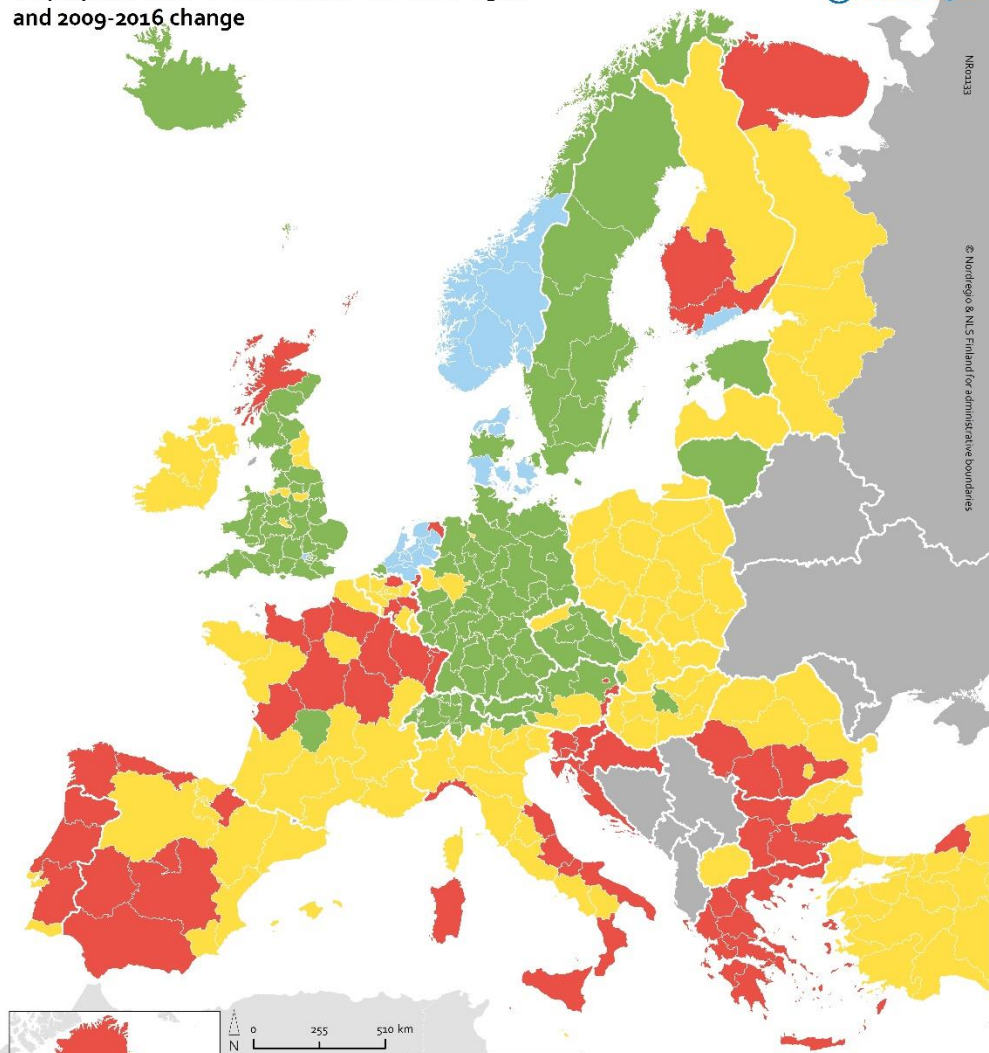 and 2009-2016 change
NR01133
© Nordregio & NLS Finland for administrative boundaries
0 255 510 km
N